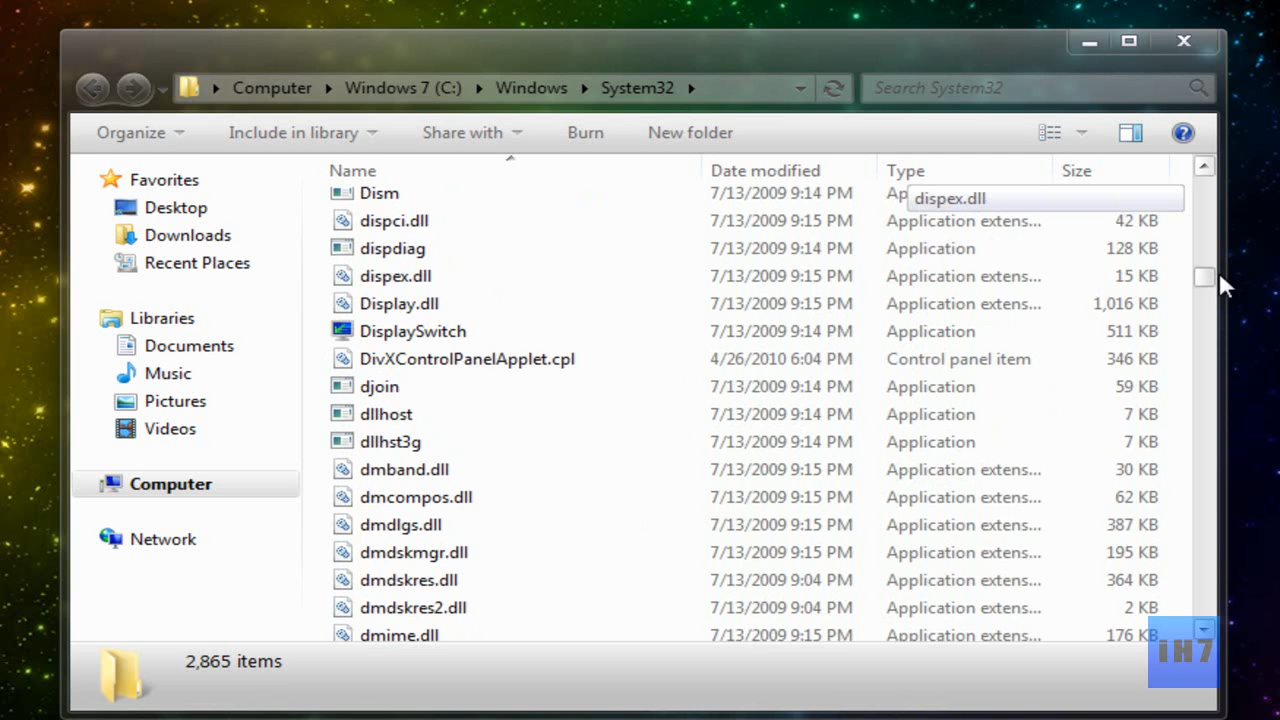 Computer Windows 7 (C:) Windows System32 Search System32
Organize Include in library Share with Burn New folder
Favorites
Desktop
Downloads
Recent Places
Libraries
Documents
Music
Pictures
Videos
Computer
Network
Name Date modified Type Size
Dism 7/13/2009 9:14 PM Ap
dispex.dll
dispci.dll 7/13/2009 9:15 PM Application extens... 42 KB
dispdiag 7/13/2009 9:14 PM Application 128 KB
dispex.dll 7/13/2009 9:15 PM Application extens... 15 KB
Display.dll 7/13/2009 9:15 PM Application extens... 1,016 KB
DisplaySwitch 7/13/2009 9:14 PM Application 511 KB
DivXControlPanelApplet.cpl 4/26/2010 6:04 PM Control panel item 346 KB
djoin 7/13/2009 9:14 PM Application 59 KB
dllhost 7/13/2009 9:14 PM Application 7 KB
dllhst3g 7/13/2009 9:14 PM Application 7 KB
dmband.dll 7/13/2009 9:15 PM Application extens... 30 KB
dmcompos.dll 7/13/2009 9:15 PM Application extens... 62 KB
dmdlgs.dll 7/13/2009 9:15 PM Application extens... 387 KB
dmdskmgr.dll 7/13/2009 9:15 PM Application extens... 195 KB
dmdskres.dll 7/13/2009 9:04 PM Application extens... 364 KB
dmdskres2.dll 7/13/2009 9:04 PM Application extens... 2 KB
dmime.dll 7/13/2009 9:15 PM Application extens... 176 KB
2,865 items
iH7